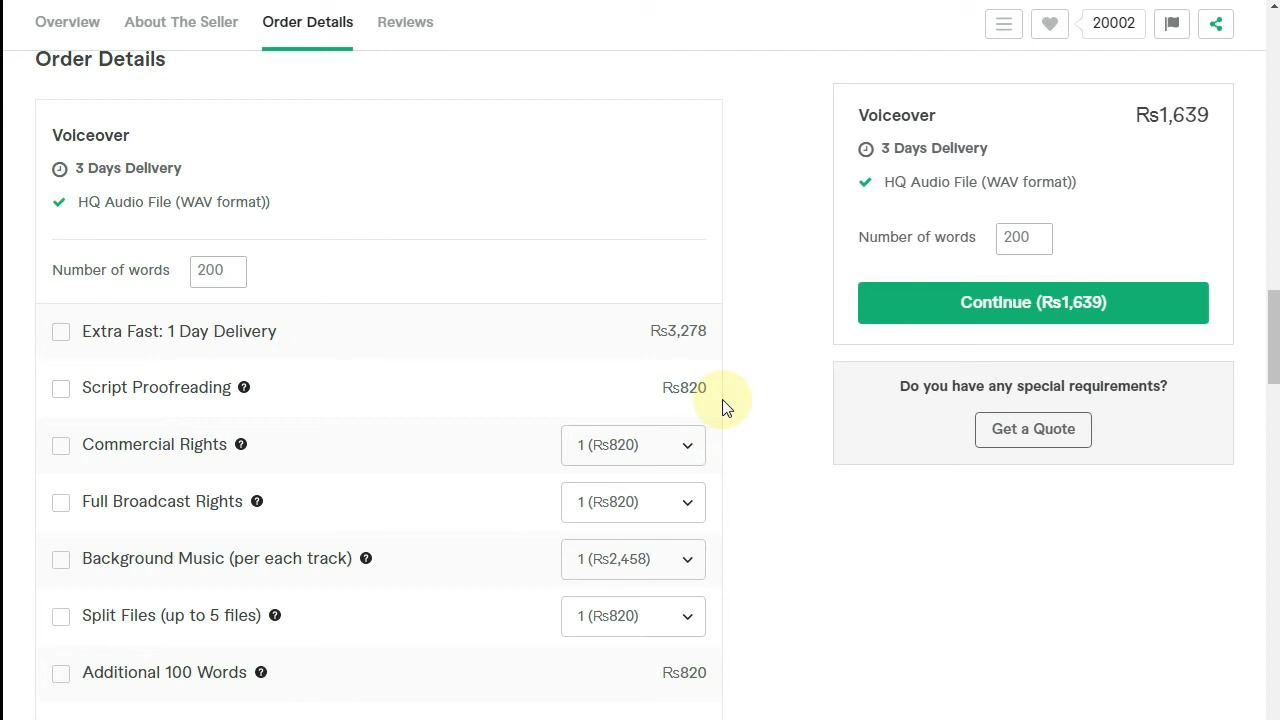 Overview About The Seller Order Details Reviews 20002
Order Details
Voiceover
3 Days Delivery
HQ Audio File (WAV format))
Number of words 200
Extra Fast: 1 Day Delivery Rs3,278
Script Proofreading ? Rs820
Commercial Rights ? 1 (Rs820)
Full Broadcast Rights ? 1 (Rs820)
Background Music (per each track) ? 1 (Rs2,458)
Split Files (up to 5 files) ? 1 (Rs820)
Additional 100 Words ? Rs820
Voiceover Rs1,639
3 Days Delivery
HQ Audio File (WAV format))
Number of words 200
Continue (Rs1,639)
Do you have any special requirements?
Get a Quote